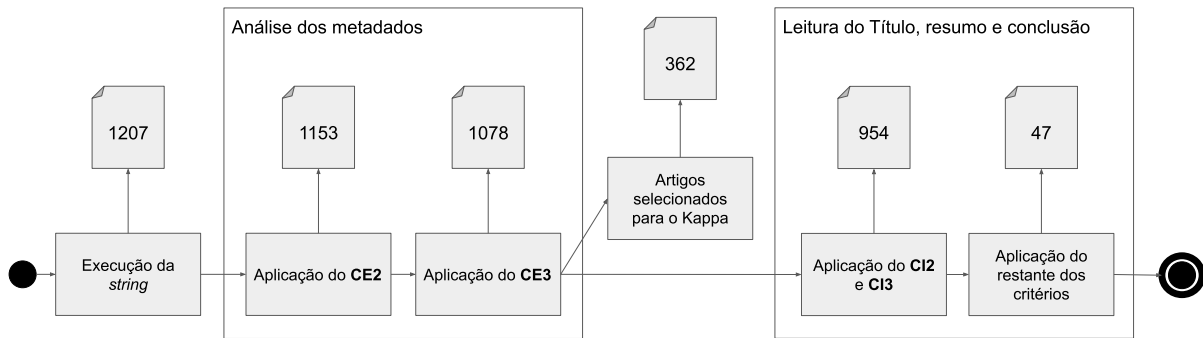 Análise dos metadados
Leitura do Título, resumo e conclusão
362
1207
1153
1078
954
47
Artigos
selecionados
para o Kappa
Execução da
string
Aplicação do CE2
Aplicação do CE3
Aplicação do CI2
e CI3
Aplicação do
restante dos
critérios